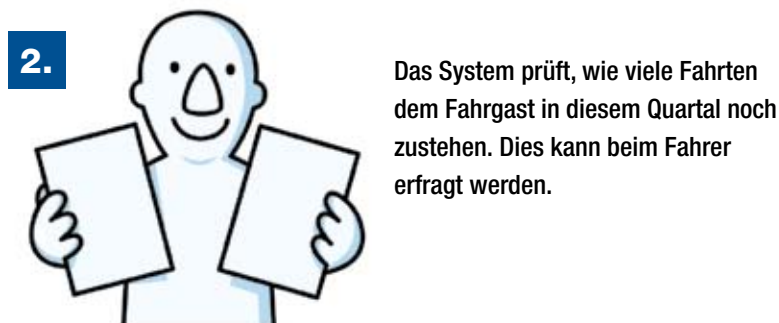 2.
Das System prüft, wie viele Fahrten
dem Fahrgast in diesem Quartal noch
zustehen. Dies kann beim Fahrer
erfragt werden.